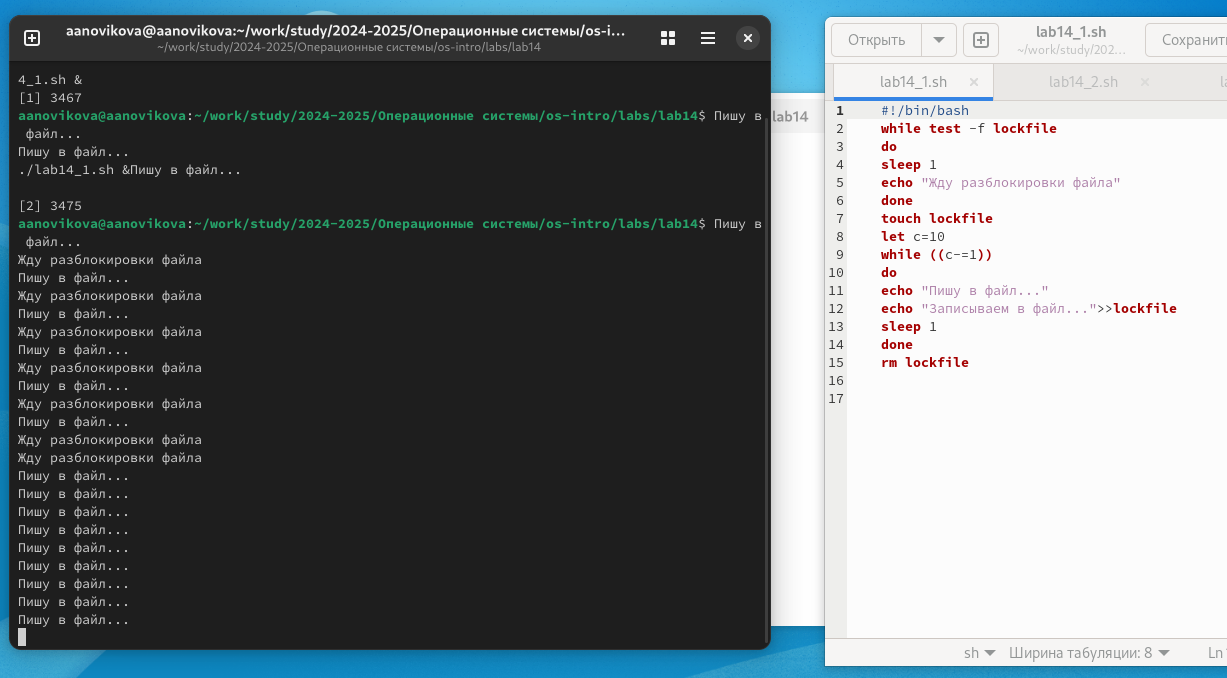 aanovikova@aanovikova:~/work/study/2024-2025/Операционные системы/os-i...
~/work/study/2024-2025/Операционные системы/os-intro/labs/lab14
4_1.sh &
[1] 3467
aanovikova@aanovikova:~/work/study/2024-2025/Операционные системы/os-intro/labs/lab14$ Пишу в
файл...
Пишу в файл...
./lab14_1.sh &Пишу в файл...
[2] 3475
aanovikova@aanovikova:~/work/study/2024-2025/Операционные системы/os-intro/labs/lab14$ Пишу в
файл...
Жду разблокировки файла
Пишу в файл...
Жду разблокировки файла
Пишу в файл...
Жду разблокировки файла
Пишу в файл...
Жду разблокировки файла
Пишу в файл...
Жду разблокировки файла
Пишу в файл...
Жду разблокировки файла
Жду разблокировки файла
Пишу в файл...
Пишу в файл...
Пишу в файл...
Пишу в файл...
Пишу в файл...
Пишу в файл...
Пишу в файл...
Пишу в файл...
Пишу в файл...
lab14
Открыть
lab14_1.sh
~/work/study/202...
Сохранит
lab14_1.sh
lab14_2.sh
la
1 #!/bin/bash
2 while test -f lockfile
3 do
4 sleep 1
5 echo "Жду разблокировки файла"
6 done
7 touch lockfile
8 let c=10
9 while ((c-=1))
10 do
11 echo "Пишу в файл..."
12 echo "Записываем в файл...">>lockfile
13 sleep 1
14 done
15 rm lockfile
16
17
sh
Ширина табуляции: 8
Ln